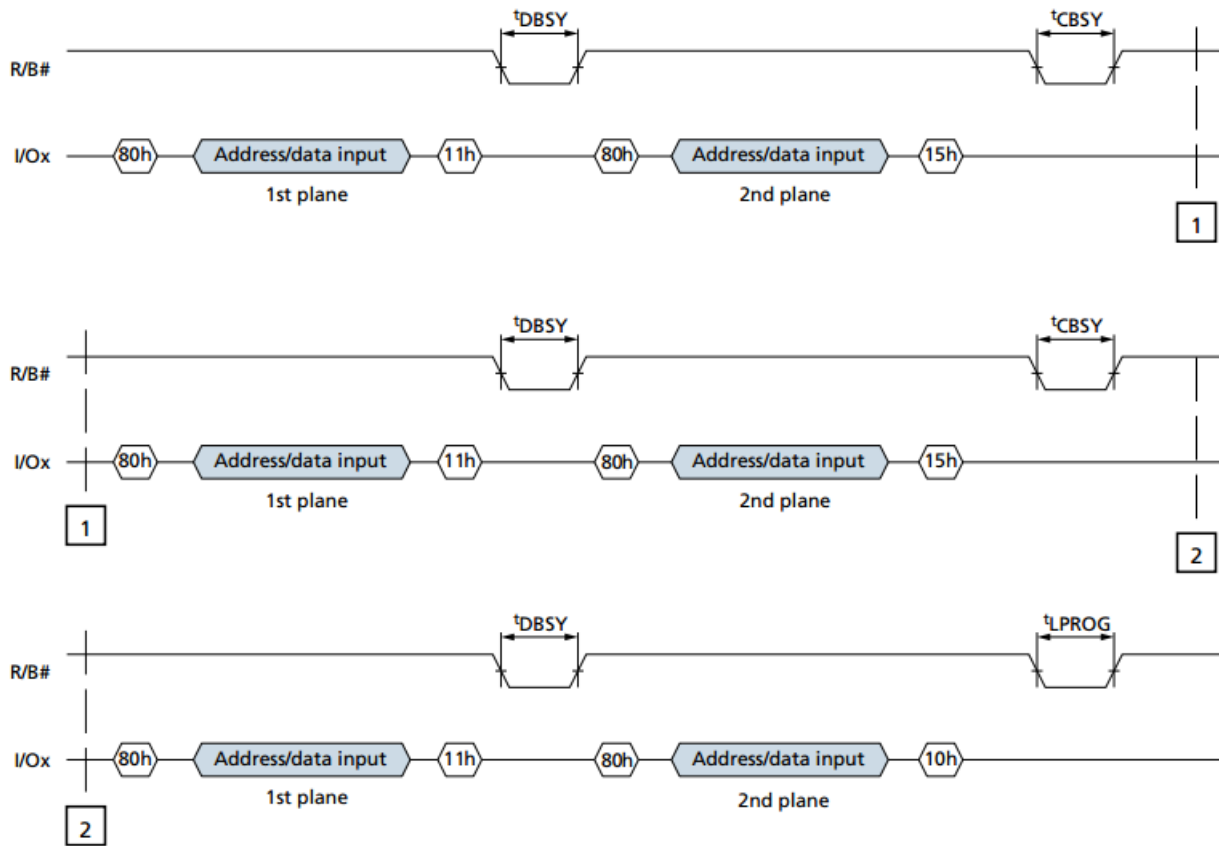 tDBSY tCBSY
R/B#
I/Ox 80h Address/data input 11h 80h Address/data input 15h
1st plane 2nd plane
1
tDBSY tCBSY
R/B#
I/Ox 80h Address/data input 11h 80h Address/data input 15h
1st plane 2nd plane
1
2
tDBSY tLPROG
R/B#
I/Ox 80h Address/data input 11h 80h Address/data input 10h
1st plane 2nd plane
2